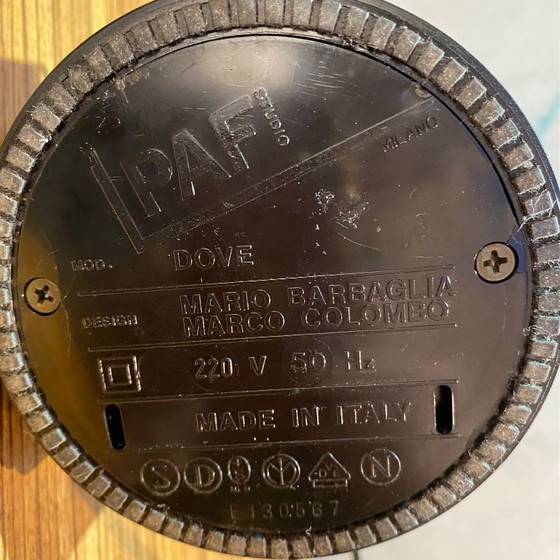 PAF
STUDIO
MILANO
MOD. DOVE
DESIGN MARIO BARBAGLIA
MARCO COLOMBO
220 V 50 Hz
MADE IN ITALY
S D N
E130567